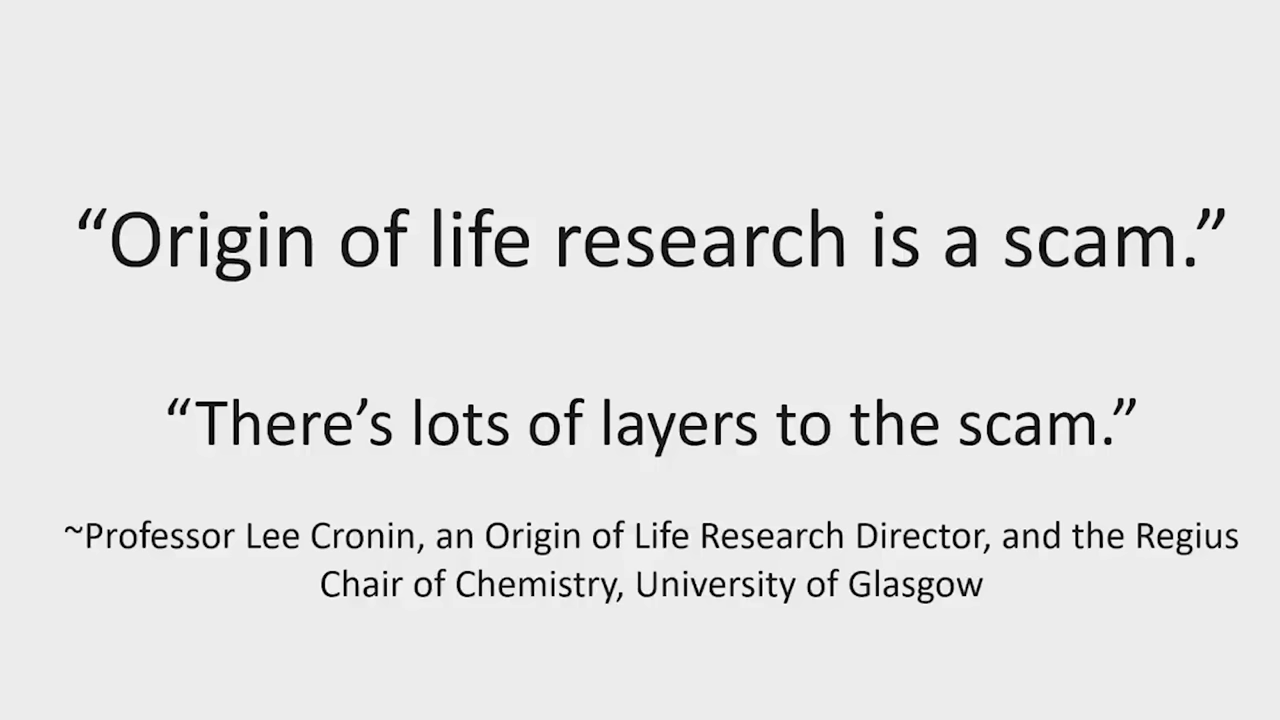 “Origin of life research is a scam.”
“There’s lots of layers to the scam.”
~Professor Lee Cronin, an Origin of Life Research Director, and the Regius
Chair of Chemistry, University of Glasgow